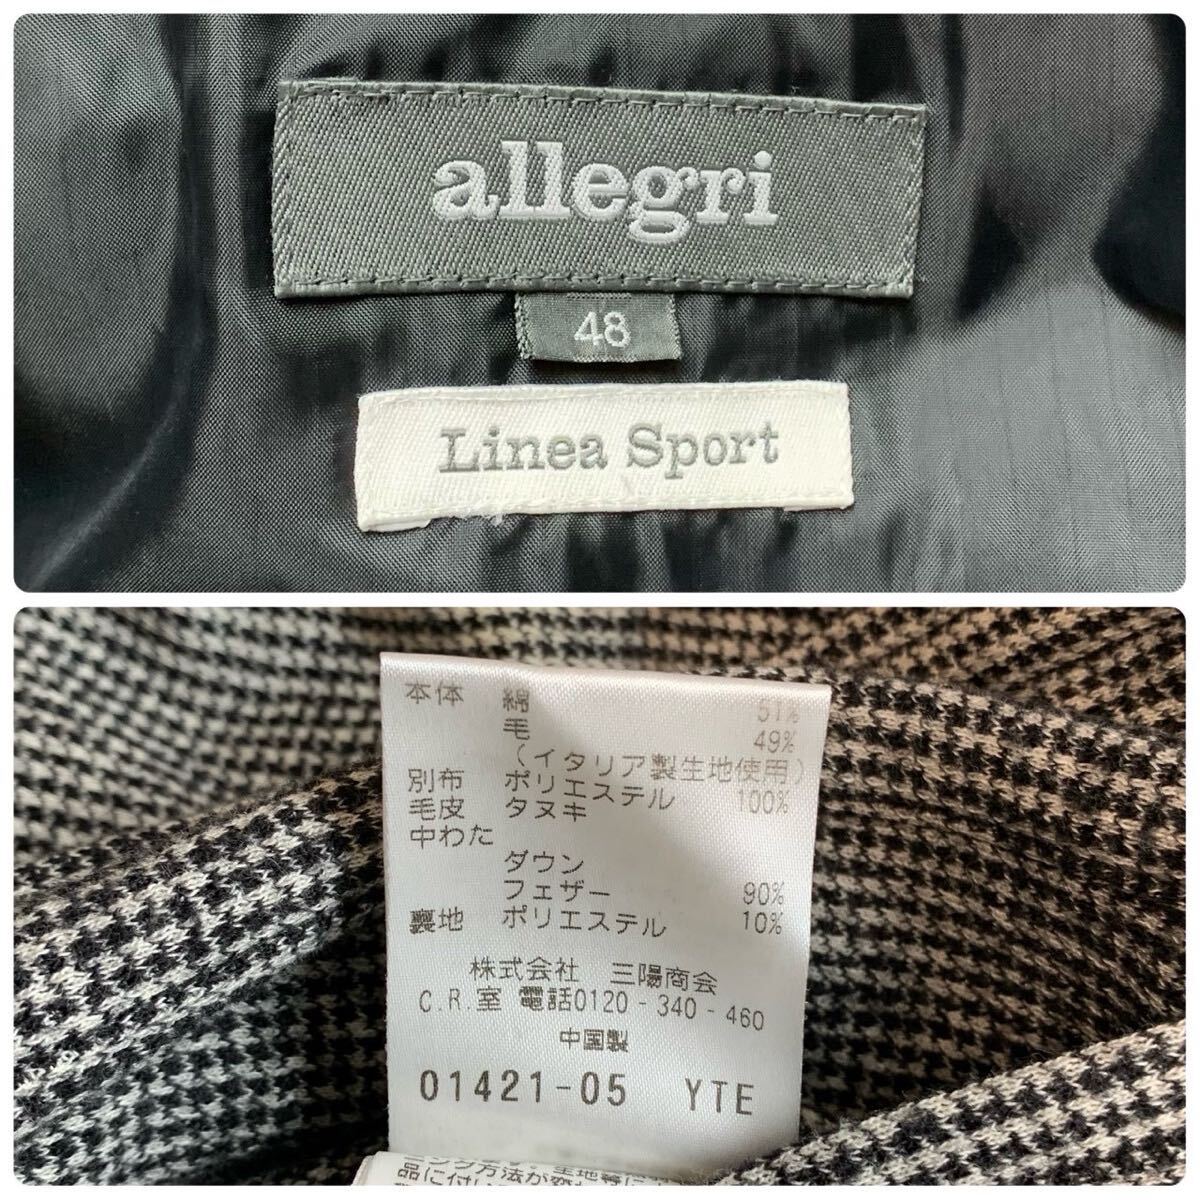 allegri
48
Linea Sport
本体 綿 51%
毛 49%
(イタリア製生地使用)
別布 ポリエステル 100%
毛皮 タヌキ
中わた
ダウン 90%
フェザー 10%
裏地 ポリエステル
株式会社 三陽商会
C.R.室 電話0120-340-460
中国製
01421-05 YTE